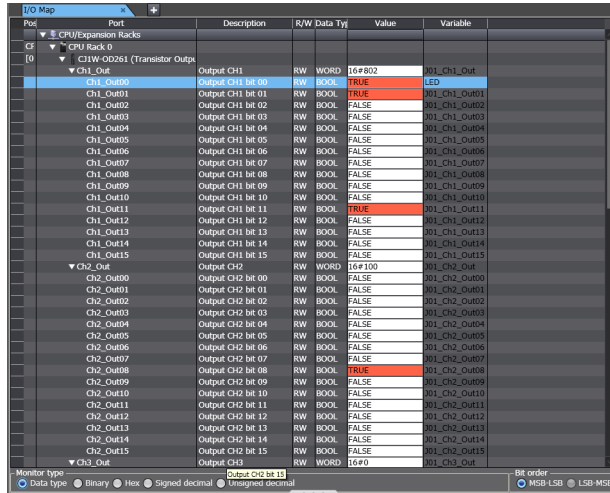 I/O Map × +
Pos Port Description R/W Data Typ Value Variable
▼ CPU/Expansion Racks
CF ▼ CPU Rack 0
[0 ▼ CJ1W-OD261 (Transistor Outpu
▼Ch1_Out Output CH1 RW WORD 16#802 J01_Ch1_Out
Ch1_Out00 Output CH1 bit 00 RW BOOL TRUE LED
Ch1_Out01 Output CH1 bit 01 RW BOOL TRUE J01_Ch1_Out01
Ch1_Out02 Output CH1 bit 02 RW BOOL FALSE J01_Ch1_Out02
Ch1_Out03 Output CH1 bit 03 RW BOOL FALSE J01_Ch1_Out03
Ch1_Out04 Output CH1 bit 04 RW BOOL FALSE J01_Ch1_Out04
Ch1_Out05 Output CH1 bit 05 RW BOOL FALSE J01_Ch1_Out05
Ch1_Out06 Output CH1 bit 06 RW BOOL FALSE J01_Ch1_Out06
Ch1_Out07 Output CH1 bit 07 RW BOOL FALSE J01_Ch1_Out07
Ch1_Out08 Output CH1 bit 08 RW BOOL FALSE J01_Ch1_Out08
Ch1_Out09 Output CH1 bit 09 RW BOOL FALSE J01_Ch1_Out09
Ch1_Out10 Output CH1 bit 10 RW BOOL FALSE J01_Ch1_Out10
Ch1_Out11 Output CH1 bit 11 RW BOOL TRUE J01_Ch1_Out11
Ch1_Out12 Output CH1 bit 12 RW BOOL FALSE J01_Ch1_Out12
Ch1_Out13 Output CH1 bit 13 RW BOOL FALSE J01_Ch1_Out13
Ch1_Out14 Output CH1 bit 14 RW BOOL FALSE J01_Ch1_Out14
Ch1_Out15 Output CH1 bit 15 RW BOOL FALSE J01_Ch1_Out15
▼Ch2_Out Output CH2 RW WORD 16#100 J01_Ch2_Out
Ch2_Out00 Output CH2 bit 00 RW BOOL FALSE J01_Ch2_Out00
Ch2_Out01 Output CH2 bit 01 RW BOOL FALSE J01_Ch2_Out01
Ch2_Out02 Output CH2 bit 02 RW BOOL FALSE J01_Ch2_Out02
Ch2_Out03 Output CH2 bit 03 RW BOOL FALSE J01_Ch2_Out03
Ch2_Out04 Output CH2 bit 04 RW BOOL FALSE J01_Ch2_Out04
Ch2_Out05 Output CH2 bit 05 RW BOOL FALSE J01_Ch2_Out05
Ch2_Out06 Output CH2 bit 06 RW BOOL FALSE J01_Ch2_Out06
Ch2_Out07 Output CH2 bit 07 RW BOOL FALSE J01_Ch2_Out07
Ch2_Out08 Output CH2 bit 08 RW BOOL TRUE J01_Ch2_Out08
Ch2_Out09 Output CH2 bit 09 RW BOOL FALSE J01_Ch2_Out09
Ch2_Out10 Output CH2 bit 10 RW BOOL FALSE J01_Ch2_Out10
Ch2_Out11 Output CH2 bit 11 RW BOOL FALSE J01_Ch2_Out11
Ch2_Out12 Output CH2 bit 12 RW BOOL FALSE J01_Ch2_Out12
Ch2_Out13 Output CH2 bit 13 RW BOOL FALSE J01_Ch2_Out13
Ch2_Out14 Output CH2 bit 14 RW BOOL FALSE J01_Ch2_Out14
Ch2_Out15 Output CH2 bit 15 RW BOOL FALSE J01_Ch2_Out15
▼Ch3_Out Output CH3 RW WORD 16#0 J01_Ch3_Out
Output CH2 bit 15
Monitor type Bit order
Data type Binary Hex Signed decimal Unsigned decimal MSB-LSB LSB-MSB